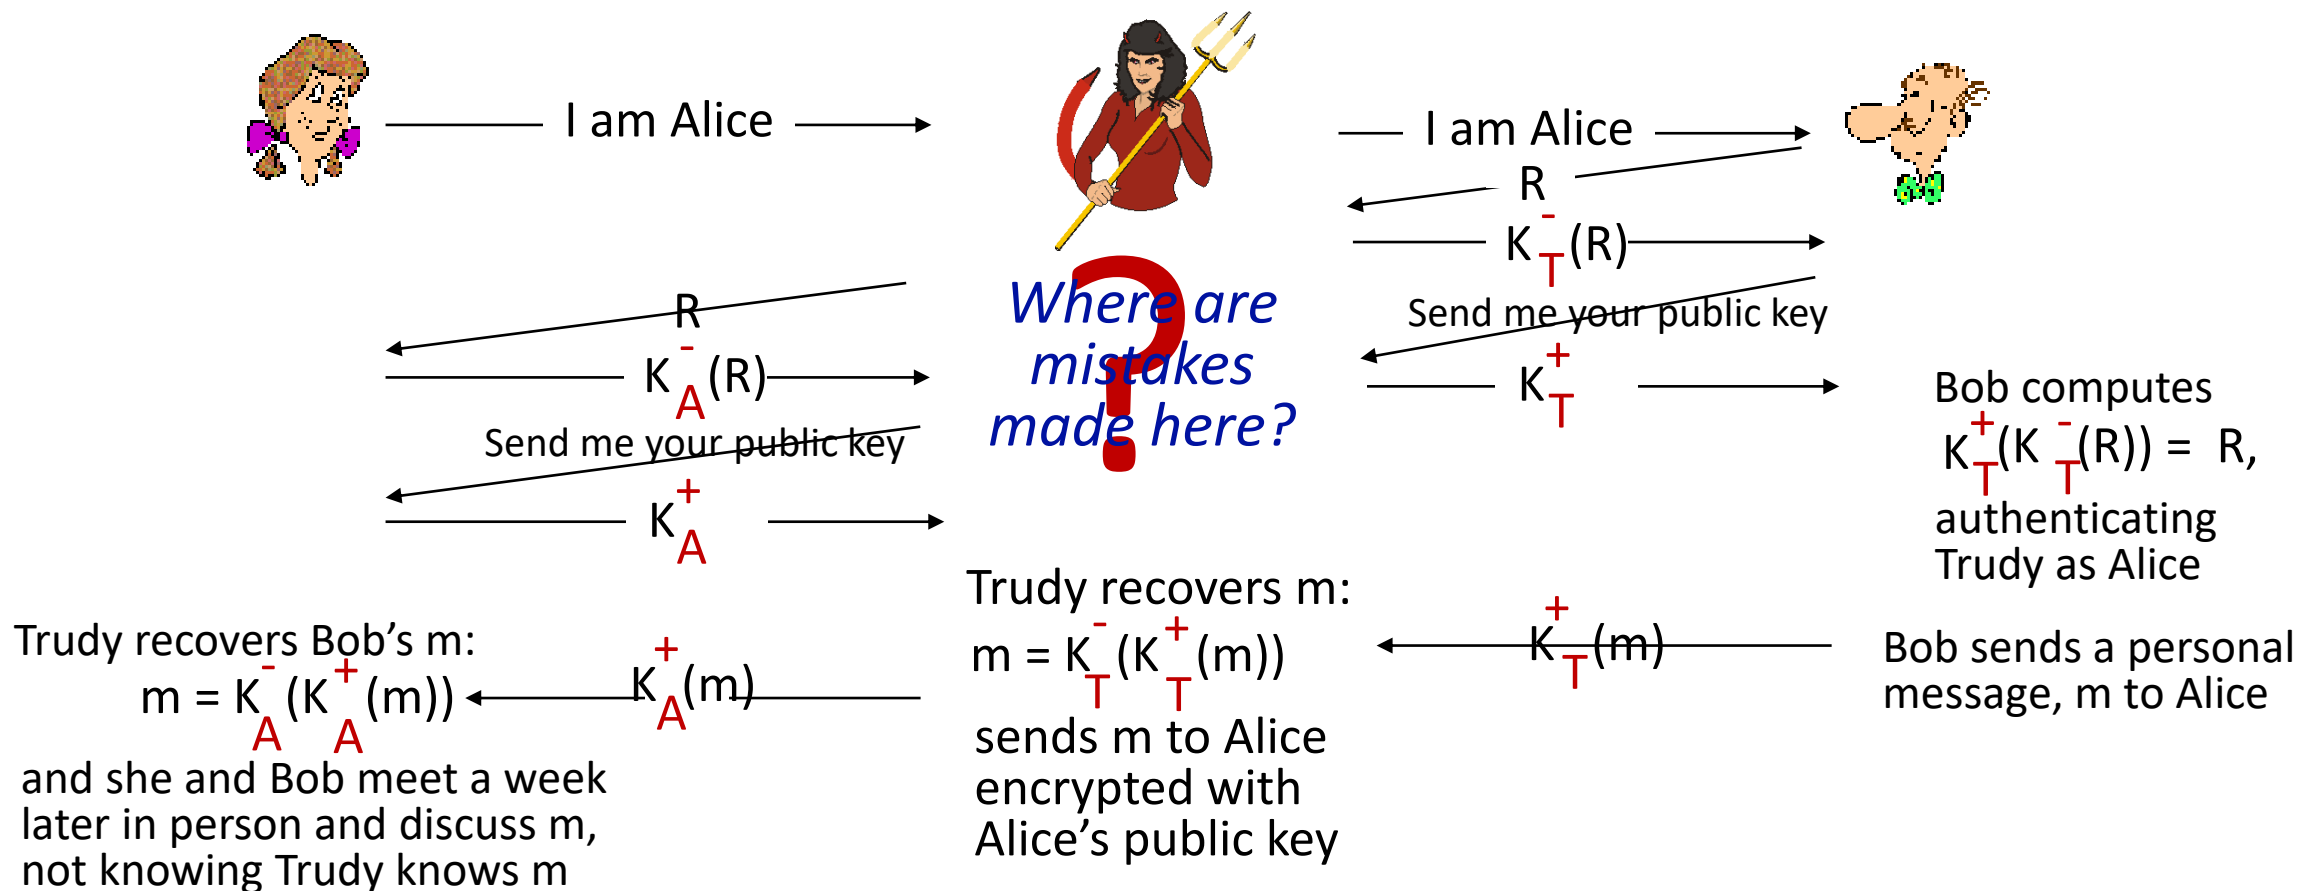 I am Alice
I am Alice
R
K⁻T(R)
Send me your public key
K⁺T
R
K⁻A(R)
Send me your public key
K⁺A
?
Where are
mistakes
made here?
Bob computes
K⁺T(K⁻T(R)) = R,
authenticating
Trudy as Alice
K⁺T(m)
Bob sends a personal
message, m to Alice
Trudy recovers m:
m = K⁻T(K⁺T(m))
sends m to Alice
encrypted with
Alice’s public key
K⁺A(m)
Trudy recovers Bob’s m:
m = K⁻A(K⁺A(m))
and she and Bob meet a week
later in person and discuss m,
not knowing Trudy knows m